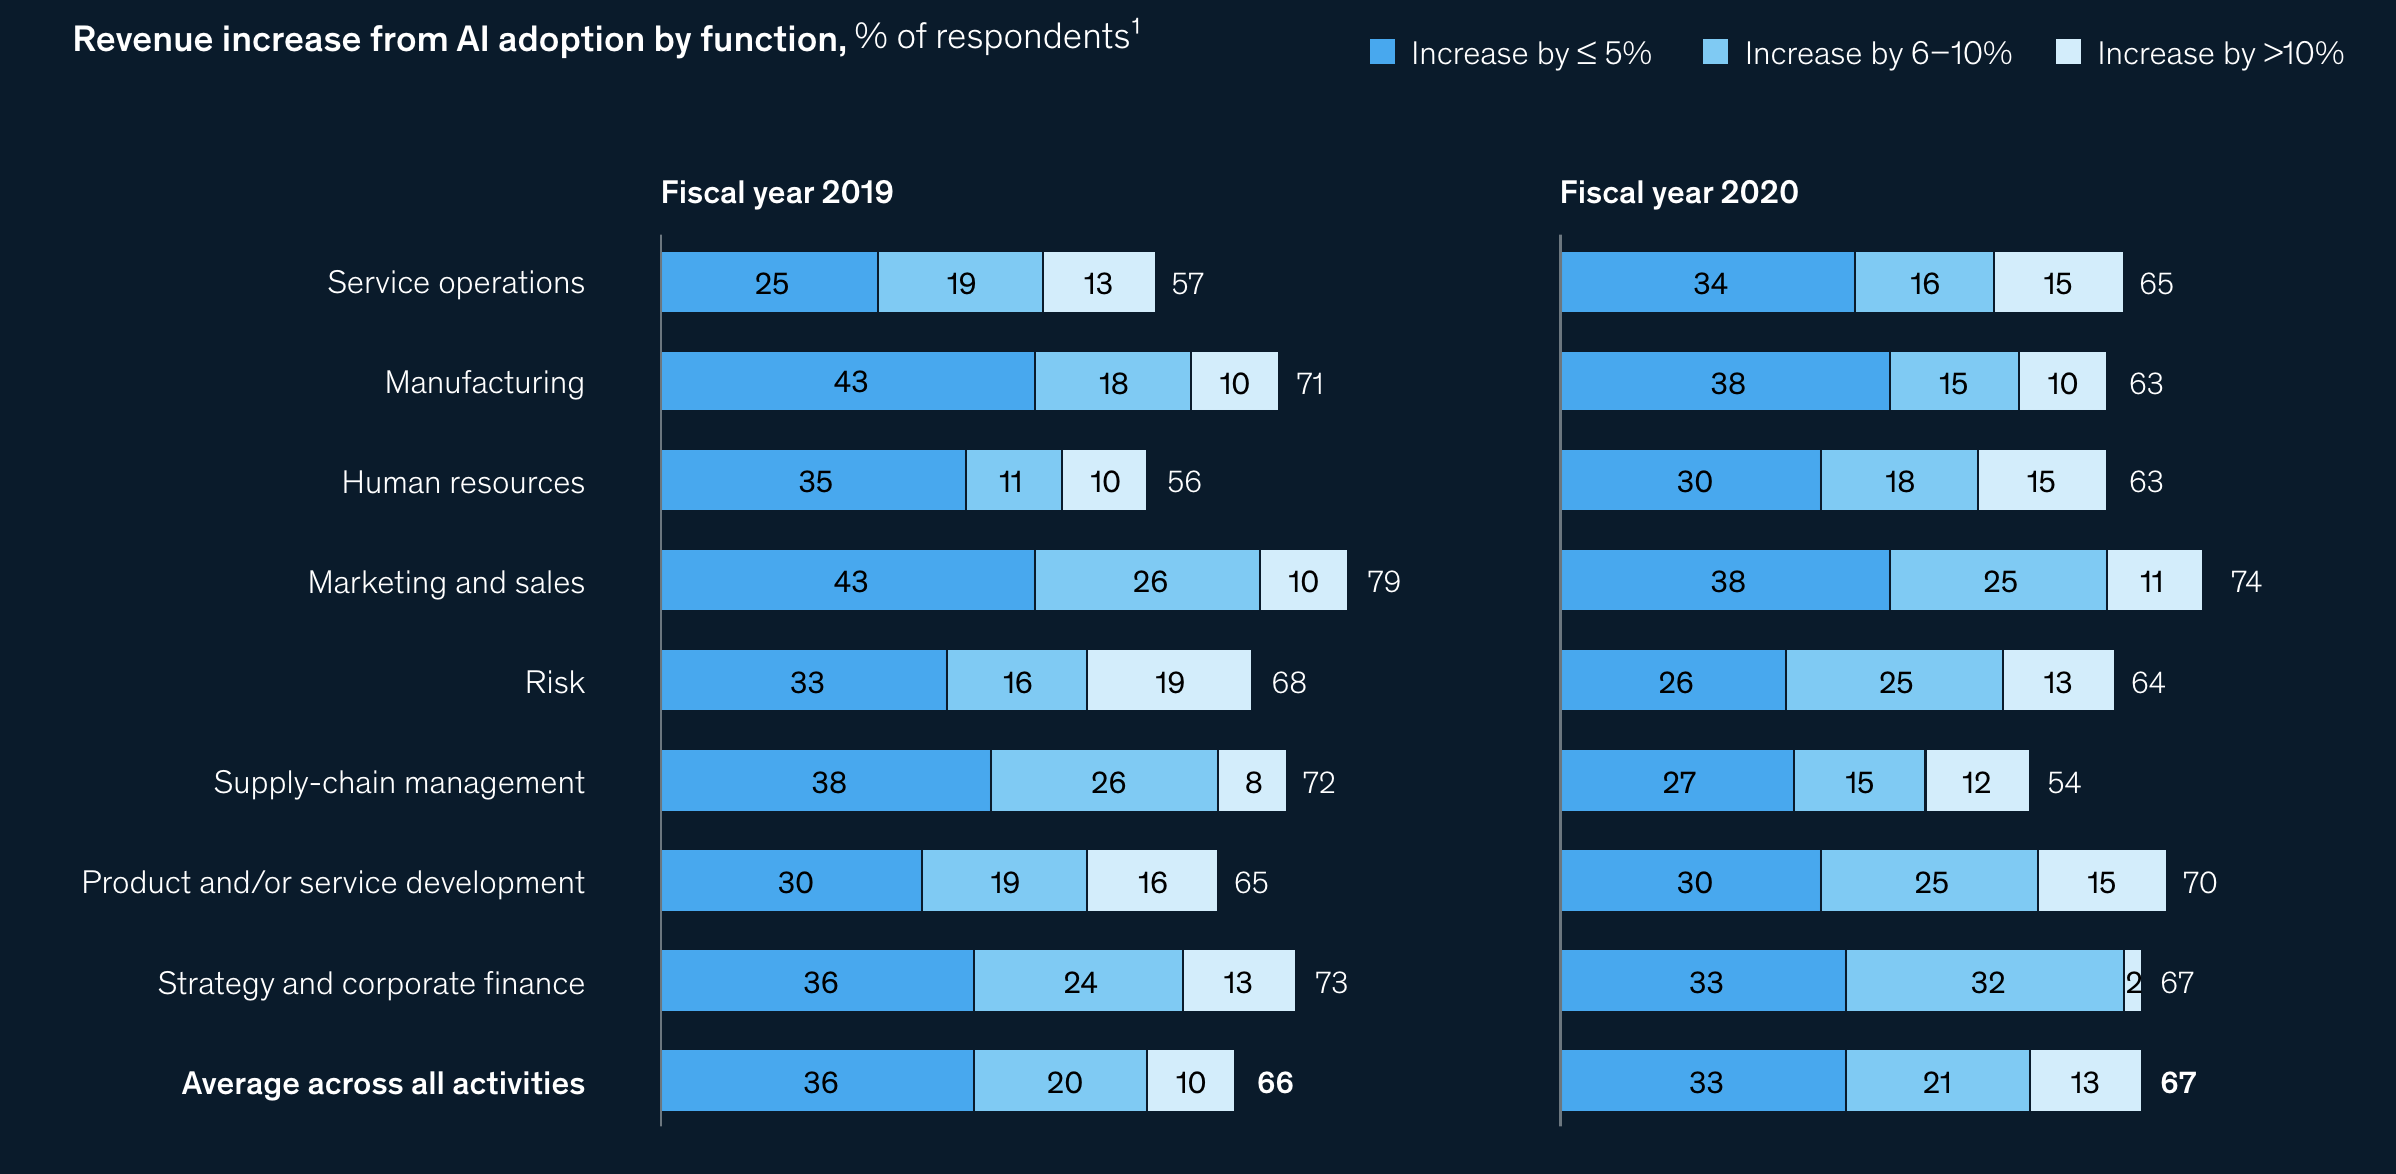 Revenue increase from AI adoption by function, % of respondents¹
Increase by ≤ 5% Increase by 6–10% Increase by >10%
Fiscal year 2019 Fiscal year 2020
Service operations 25 19 13 57 34 16 15 65
Manufacturing 43 18 10 71 38 15 10 63
Human resources 35 11 10 56 30 18 15 63
Marketing and sales 43 26 10 79 38 25 11 74
Risk 33 16 19 68 26 25 13 64
Supply-chain management 38 26 8 72 27 15 12 54
Product and/or service development 30 19 16 65 30 25 15 70
Strategy and corporate finance 36 24 13 73 33 32 2 67
Average across all activities 36 20 10 66 33 21 13 67